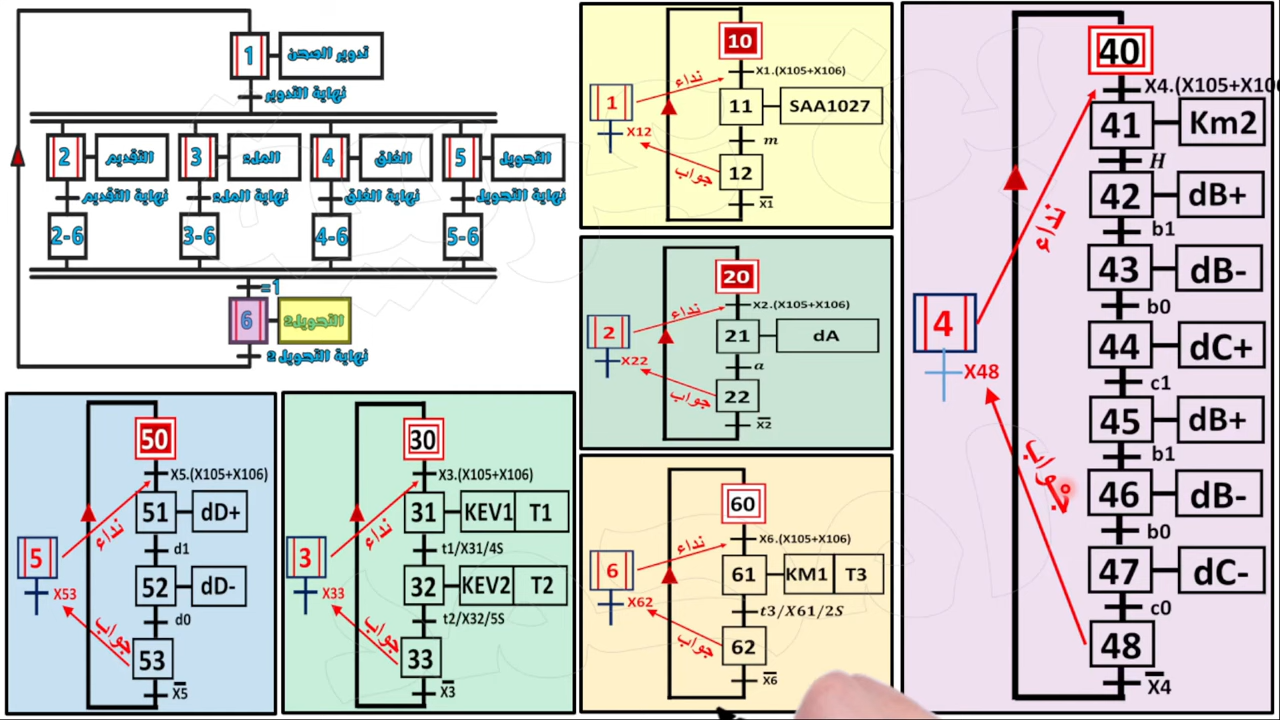 1
تدوير الصحن
نهاية التدوير
2
التقديم
3
الملء
4
الغلق
5
التحويل
نهاية التقديم
نهاية الملء
نهاية الغلق
نهاية التحويل
2-6
3-6
4-6
5-6
=1
6
التحويل2
نهاية التحويل 2
10
X1.(X105+X106)
نداء
1
11
SAA1027
X12
m
جواب
12
X̅1̅
20
X2.(X105+X106)
نداء
2
21
dA
X22
a
جواب
22
X̅2̅
40
X4.(X105+X10
41
Km2
H
42
dB+
نداء
b1
43
dB-
b0
4
44
dC+
X48
c1
45
dB+
b1
جواب
46
dB-
b0
47
dC-
c0
48
X̅4
50
X5.(X105+X106)
51
dD+
نداء
d1
5
52
dD-
X53
d0
جواب
53
X̅5
30
X3.(X105+X106)
31
KEV1
T1
نداء
t1/X31/4S
3
32
KEV2
T2
X33
t2/X32/5S
جواب
33
X̅3
60
X6.(X105+X106)
نداء
6
61
KM1
T3
X62
t3/X61/2S
جواب
62
X̅6